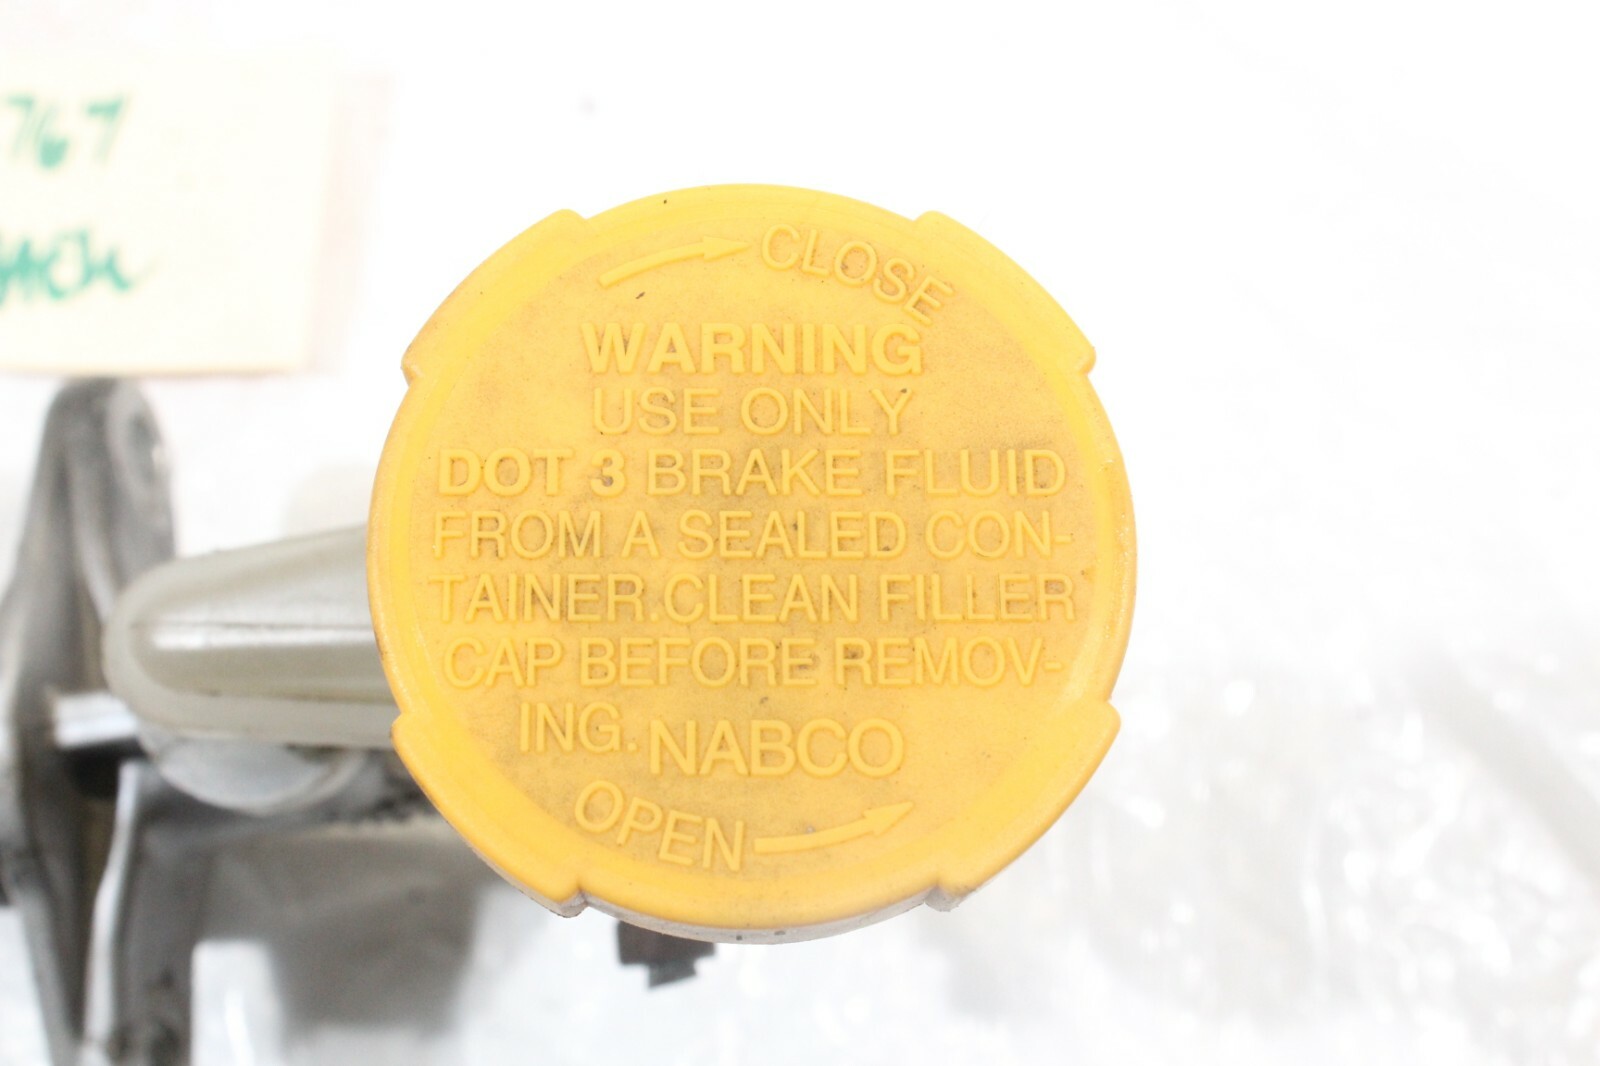 767
CLOSE
WARNING
USE ONLY
DOT 3 BRAKE FLUID
FROM A SEALED CON-
TAINER.CLEAN FILLER
CAP BEFORE REMOV-
ING. NABCO
OPEN